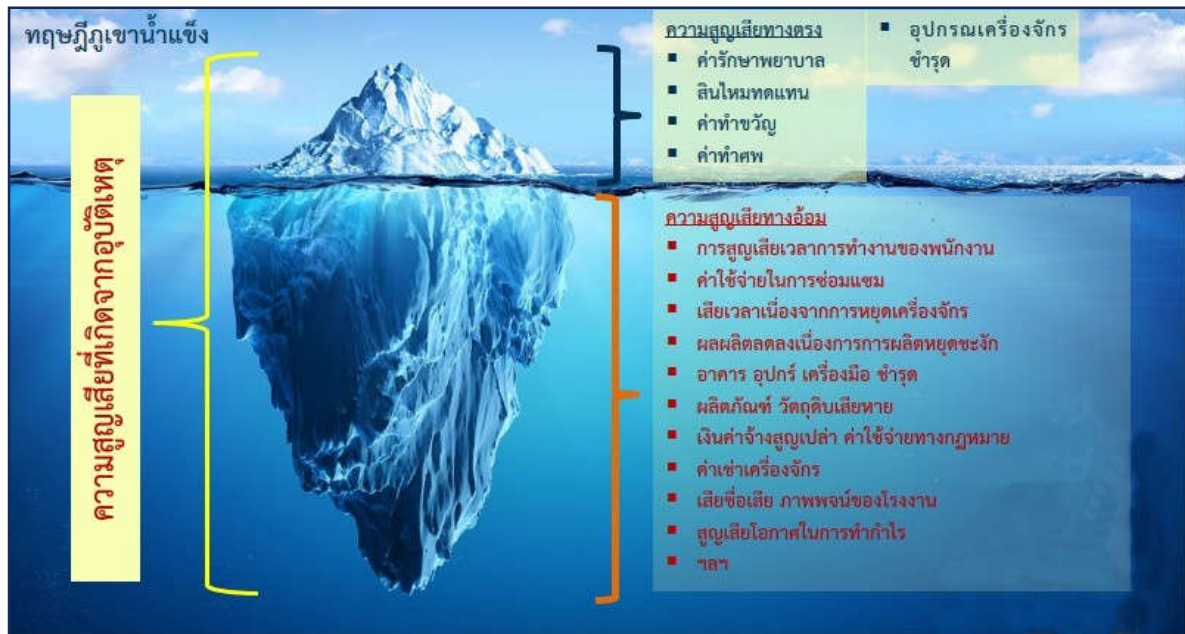 ทฤษฎีภูเขาน้ำแข็ง
ความสูญเสียที่เกิดจากอุบัติเหตุ
ความสูญเสียทางตรง
▪ ค่ารักษาพยาบาล
▪ สินไหมทดแทน
▪ ค่าทำขวัญ
▪ ค่าทำศพ
▪ อุปกรณเครื่องจักร
ชำรุด
ความสูญเสียทางอ้อม
▪ การสูญเสียเวลาการทำงานของพนักงาน
▪ ค่าใช้จ่ายในการซ่อมแซม
▪ เสียเวลาเนื่องจากการหยุดเครื่องจักร
▪ ผลผลิตลดลงเนื่องการการผลิตหยุดชะงัก
▪ อาคาร อุปกร์ เครื่องมือ ชำรุด
▪ ผลิตภัณฑ์ วัตถุดิบเสียหาย
▪ เงินค่าจ้างสูญเปล่า ค่าใช้จ่ายทางกฎหมาย
▪ ค่าเช่าเครื่องจักร
▪ เสียชื่อเสีย ภาพพจน์ของโรงงาน
▪ สูญเสียโอกาศในการทำกำไร
▪ ฯลฯ